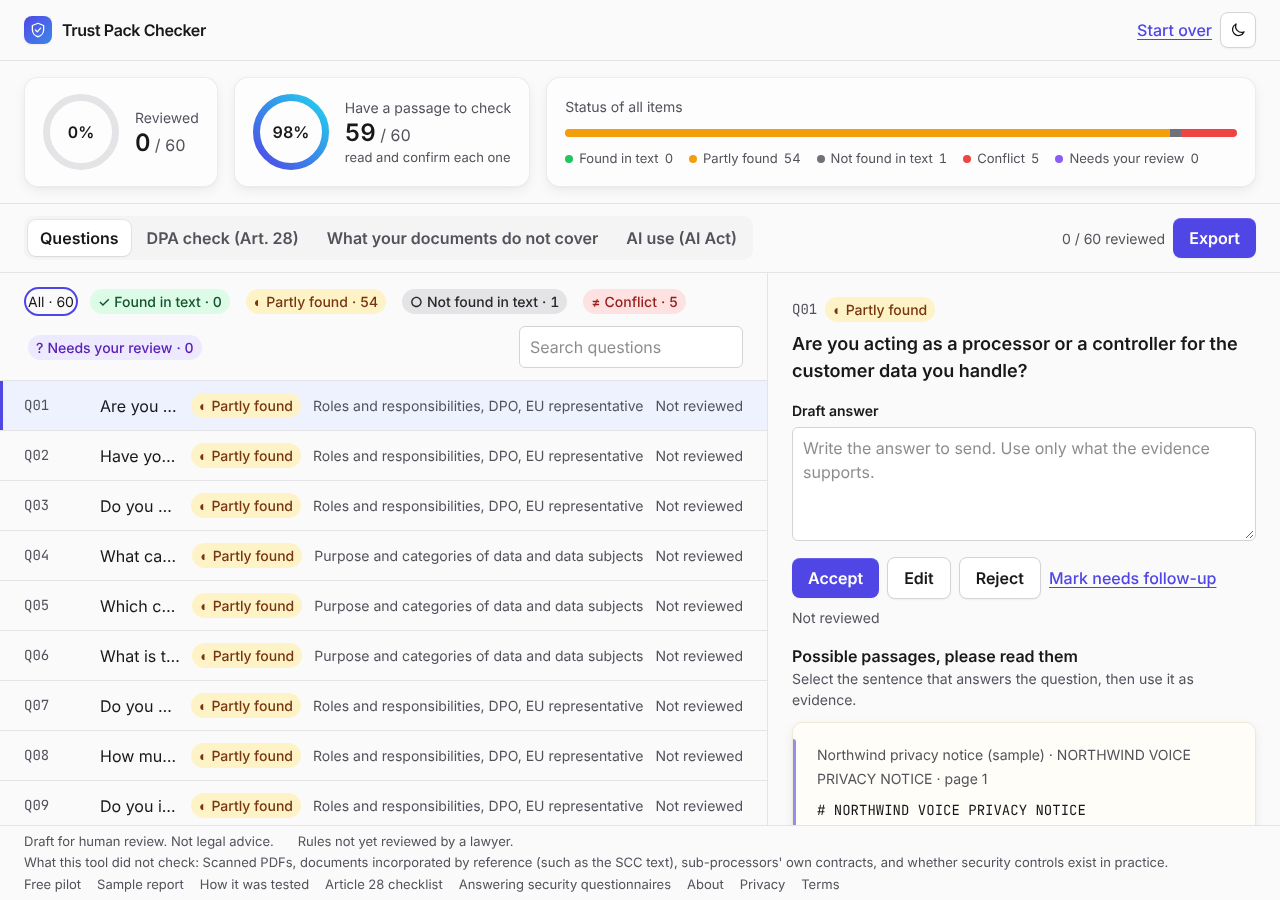 Trust Pack Checker
Start over
0%
Reviewed
0 / 60
98%
Have a passage to check
59 / 60
read and confirm each one
Status of all items
Found in text 0 Partly found 54 Not found in text 1 Conflict 5 Needs your review 0
Questions DPA check (Art. 28) What your documents do not cover AI use (AI Act)
0 / 60 reviewed Export
All · 60 ✓ Found in text · 0 Partly found · 54 Not found in text · 1 ≠ Conflict · 5
? Needs your review · 0 Search questions
Q01 Are you ... Partly found Roles and responsibilities, DPO, EU representative Not reviewed
Q02 Have yo... Partly found Roles and responsibilities, DPO, EU representative Not reviewed
Q03 Do you ... Partly found Roles and responsibilities, DPO, EU representative Not reviewed
Q04 What ca... Partly found Purpose and categories of data and data subjects Not reviewed
Q05 Which c... Partly found Purpose and categories of data and data subjects Not reviewed
Q06 What is t... Partly found Purpose and categories of data and data subjects Not reviewed
Q07 Do you ... Partly found Roles and responsibilities, DPO, EU representative Not reviewed
Q08 How mu... Partly found Roles and responsibilities, DPO, EU representative Not reviewed
Q09 Do you i... Partly found Roles and responsibilities, DPO, EU representative Not reviewed
Q01 Partly found
Are you acting as a processor or a controller for the
customer data you handle?
Draft answer
Write the answer to send. Use only what the evidence
supports.
Accept Edit Reject Mark needs follow-up
Not reviewed
Possible passages, please read them
Select the sentence that answers the question, then use it as
evidence.
Northwind privacy notice (sample) · NORTHWIND VOICE
PRIVACY NOTICE · page 1
# NORTHWIND VOICE PRIVACY NOTICE
Draft for human review. Not legal advice. Rules not yet reviewed by a lawyer.
What this tool did not check: Scanned PDFs, documents incorporated by reference (such as the SCC text), sub-processors' own contracts, and whether security controls exist in practice.
Free pilot Sample report How it was tested Article 28 checklist Answering security questionnaires About Privacy Terms